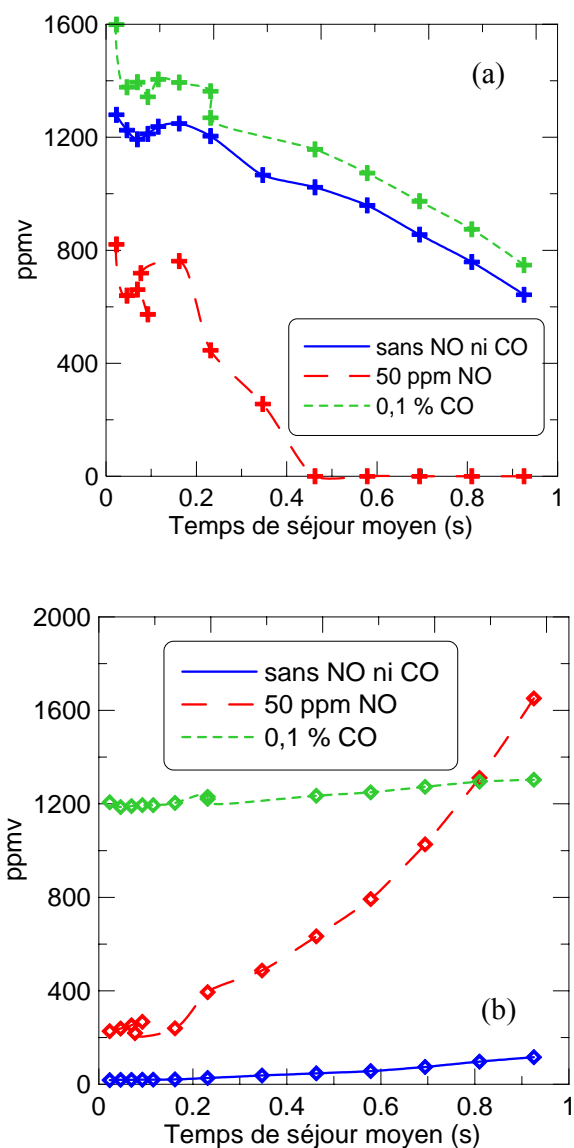 1600
(a)
1200
ppmv
800
sans NO ni CO
50 ppm NO
0,1 % CO
400
0
0 0.2 0.4 0.6 0.8 1
Temps de séjour moyen (s)
2000
sans NO ni CO
50 ppm NO
0,1 % CO
1600
1200
ppmv
800
400
(b)
0
0 0.2 0.4 0.6 0.8 1
Temps de séjour moyen (s)